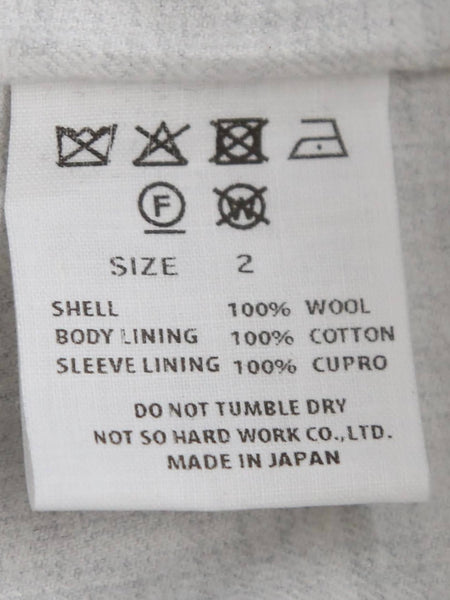 F W
SIZE 2
SHELL 100% WOOL
BODY LINING 100% COTTON
SLEEVE LINING 100% CUPRO
DO NOT TUMBLE DRY
NOT SO HARD WORK CO.,LTD.
MADE IN JAPAN